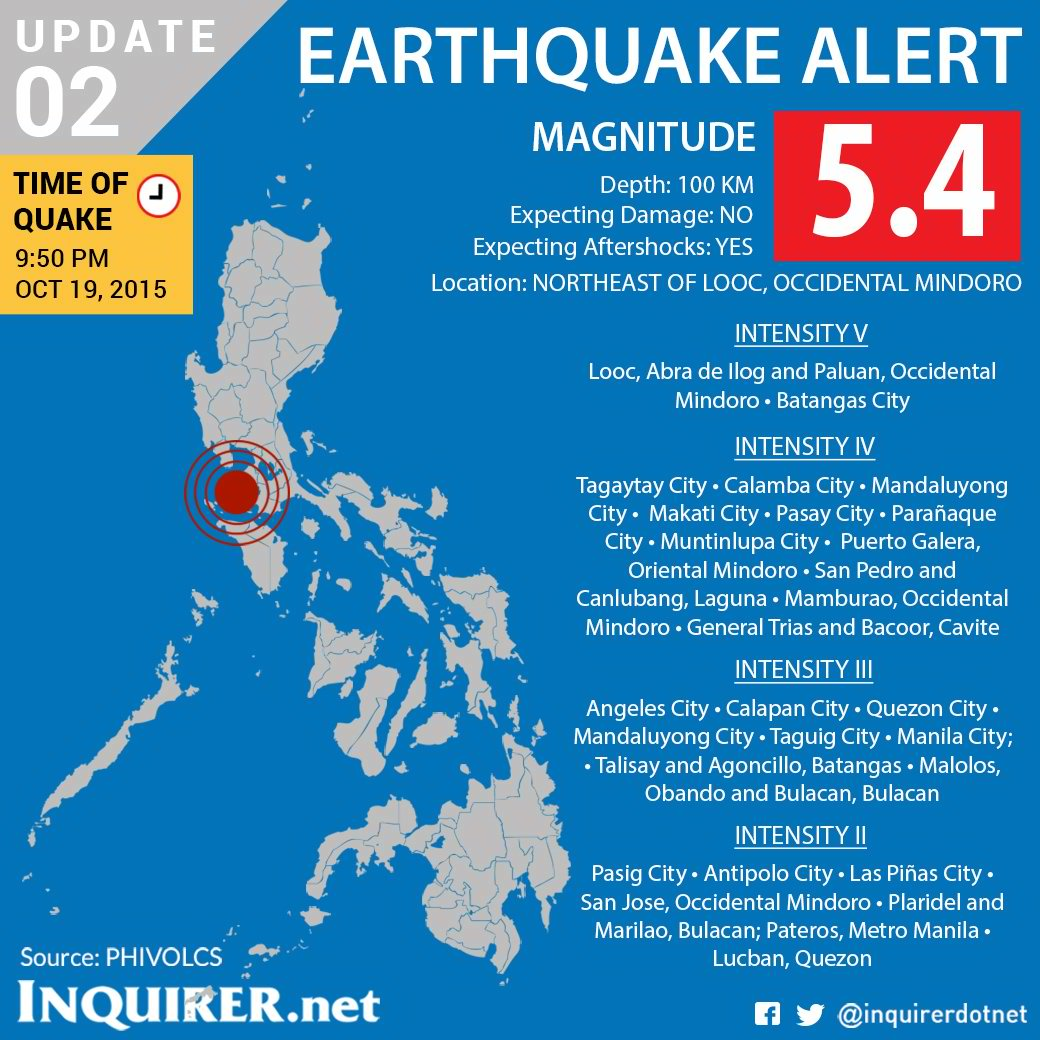 UPDATE
02
EARTHQUAKE ALERT
TIME OF
QUAKE
9:50 PM
OCT 19, 2015
MAGNITUDE
5.4
Depth: 100 KM
Expecting Damage: NO
Expecting Aftershocks: YES
Location: NORTHEAST OF LOOC, OCCIDENTAL MINDORO
INTENSITY V
Looc, Abra de Ilog and Paluan, Occidental
Mindoro • Batangas City
INTENSITY IV
Tagaytay City • Calamba City • Mandaluyong
City • Makati City • Pasay City • Parañaque
City • Muntinlupa City • Puerto Galera,
Oriental Mindoro • San Pedro and
Canlubang, Laguna • Mamburao, Occidental
Mindoro • General Trias and Bacoor, Cavite
INTENSITY III
Angeles City • Calapan City • Quezon City •
Mandaluyong City • Taguig City • Manila City;
• Talisay and Agoncillo, Batangas • Malolos,
Obando and Bulacan, Bulacan
INTENSITY II
Pasig City • Antipolo City • Las Piñas City •
San Jose, Occidental Mindoro • Plaridel and
Marilao, Bulacan; Pateros, Metro Manila •
Lucban, Quezon
Source: PHIVOLCS
INQUIRER.net
@inquirerdotnet